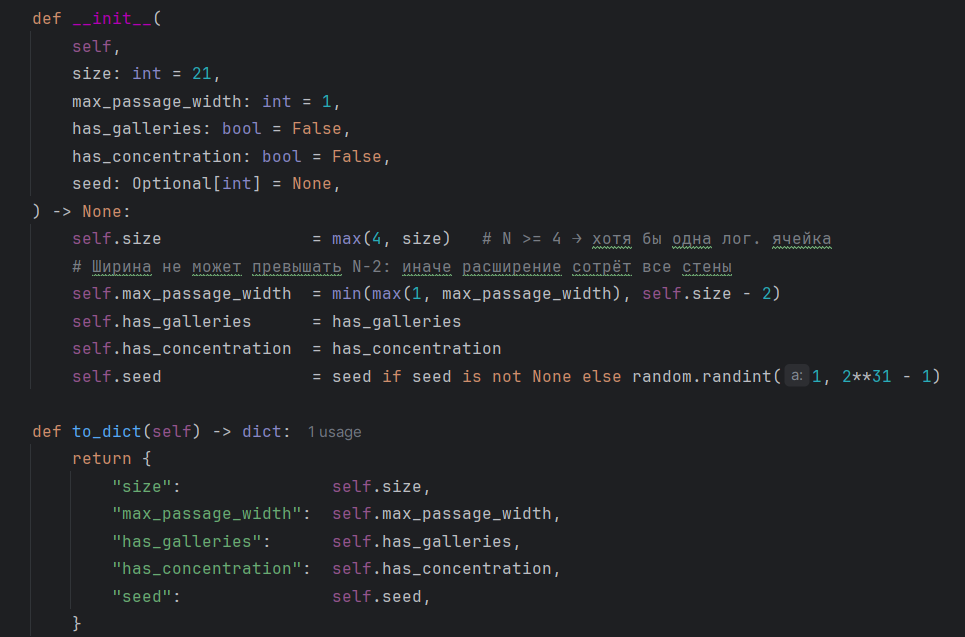 def __init__(
    self,
    size: int = 21,
    max_passage_width: int = 1,
    has_galleries: bool = False,
    has_concentration: bool = False,
    seed: Optional[int] = None,
) -> None:
    self.size               = max(4, size)   # N >= 4 → хотя бы одна лог. ячейка
    # Ширина не может превышать N-2: иначе расширение сотрёт все стены
    self.max_passage_width  = min(max(1, max_passage_width), self.size - 2)
    self.has_galleries      = has_galleries
    self.has_concentration  = has_concentration
    self.seed               = seed if seed is not None else random.randint( a: 1, 2**31 - 1)
def to_dict(self) -> dict:  1 usage
    return {
        "size":               self.size,
        "max_passage_width":  self.max_passage_width,
        "has_galleries":      self.has_galleries,
        "has_concentration":  self.has_concentration,
        "seed":               self.seed,
    }